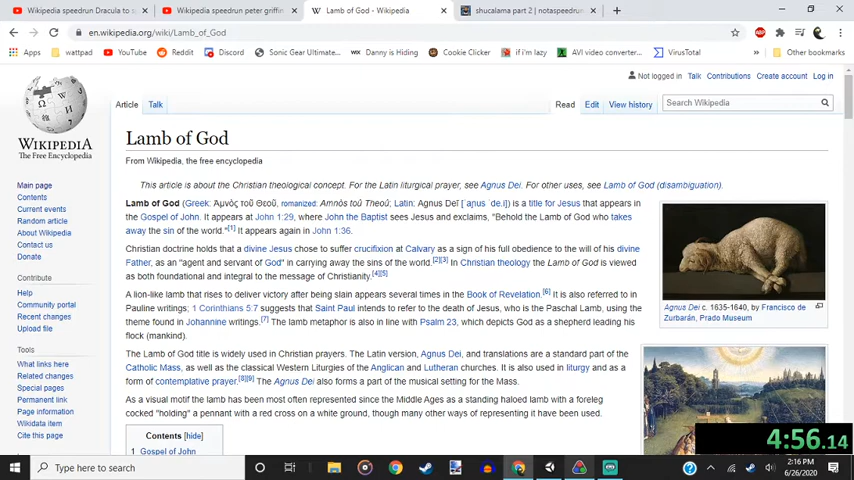 Wikipedia speedrun Dracula to s
Wikipedia speedrun peter griffin
Lamb of God - Wikipedia
shucalama part 2 | notaspeedrun
en.wikipedia.org/wiki/Lamb_of_God
Apps wattpad YouTube Reddit Discord Sonic Gear Ultimate... Danny is Hiding Cookie Clicker if i'm lazy AVI video converter... VirusTotal Other bookmarks
Not logged in Talk Contributions Create account Log in
Article Talk Read Edit View history Search Wikipedia
WIKIPEDIA
The Free Encyclopedia
Main page
Contents
Current events
Random article
About Wikipedia
Contact us
Donate
Contribute
Help
Community portal
Recent changes
Upload file
Tools
What links here
Related changes
Special pages
Permanent link
Page information
Wikidata item
Cite this page
Lamb of God
From Wikipedia, the free encyclopedia
This article is about the Christian theological concept. For the Latin liturgical prayer, see Agnus Dei. For other uses, see Lamb of God (disambiguation).
Lamb of God (Greek: Ἀμνὸς τοῦ Θεοῦ, romanized: Amnòs toû Theoû; Latin: Agnus Deī [ˈaŋnʊs ˈde.iː]) is a title for Jesus that appears in
the Gospel of John. It appears at John 1:29, where John the Baptist sees Jesus and exclaims, "Behold the Lamb of God who takes
away the sin of the world."[1] It appears again in John 1:36.
Christian doctrine holds that a divine Jesus chose to suffer crucifixion at Calvary as a sign of his full obedience to the will of his divine
Father, as an "agent and servant of God" in carrying away the sins of the world.[2][3] In Christian theology the Lamb of God is viewed
as both foundational and integral to the message of Christianity.[4][5]
A lion-like lamb that rises to deliver victory after being slain appears several times in the Book of Revelation.[6] It is also referred to in
Pauline writings; 1 Corinthians 5:7 suggests that Saint Paul intends to refer to the death of Jesus, who is the Paschal Lamb, using the
theme found in Johannine writings.[7] The lamb metaphor is also in line with Psalm 23, which depicts God as a shepherd leading his
flock (mankind).
The Lamb of God title is widely used in Christian prayers. The Latin version, Agnus Dei, and translations are a standard part of the
Catholic Mass, as well as the classical Western Liturgies of the Anglican and Lutheran churches. It is also used in liturgy and as a
form of contemplative prayer.[8][9] The Agnus Dei also forms a part of the musical setting for the Mass.
As a visual motif the lamb has been most often represented since the Middle Ages as a standing haloed lamb with a foreleg
cocked "holding" a pennant with a red cross on a white ground, though many other ways of representing it have been used.
Contents [hide]
1 Gospel of John
Agnus Dei c. 1635-1640, by Francisco de
Zurbarán, Prado Museum
4:56.14
Type here to search
2:16 PM
6/26/2020